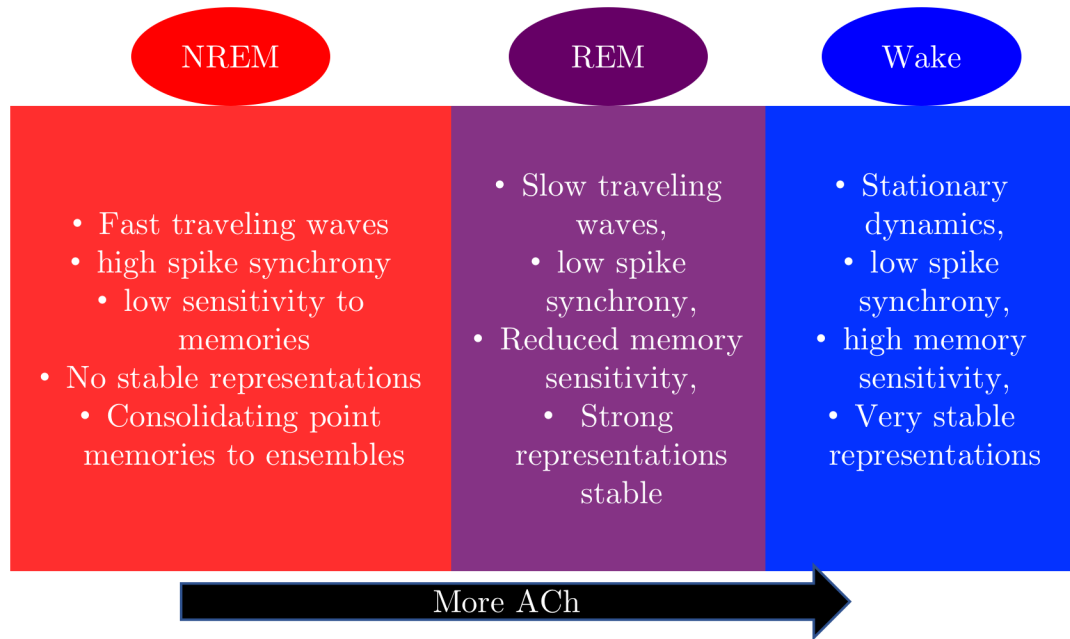 NREM
REM
Wake
• Fast traveling waves
• high spike synchrony
• low sensitivity to
memories
• No stable representations
• Consolidating point
memories to ensembles
• Slow traveling
waves,
• low spike
synchrony,
• Reduced memory
sensitivity,
• Strong
representations
stable
• Stationary
dynamics,
• low spike
synchrony,
• high memory
sensitivity,
• Very stable
representations
More ACh